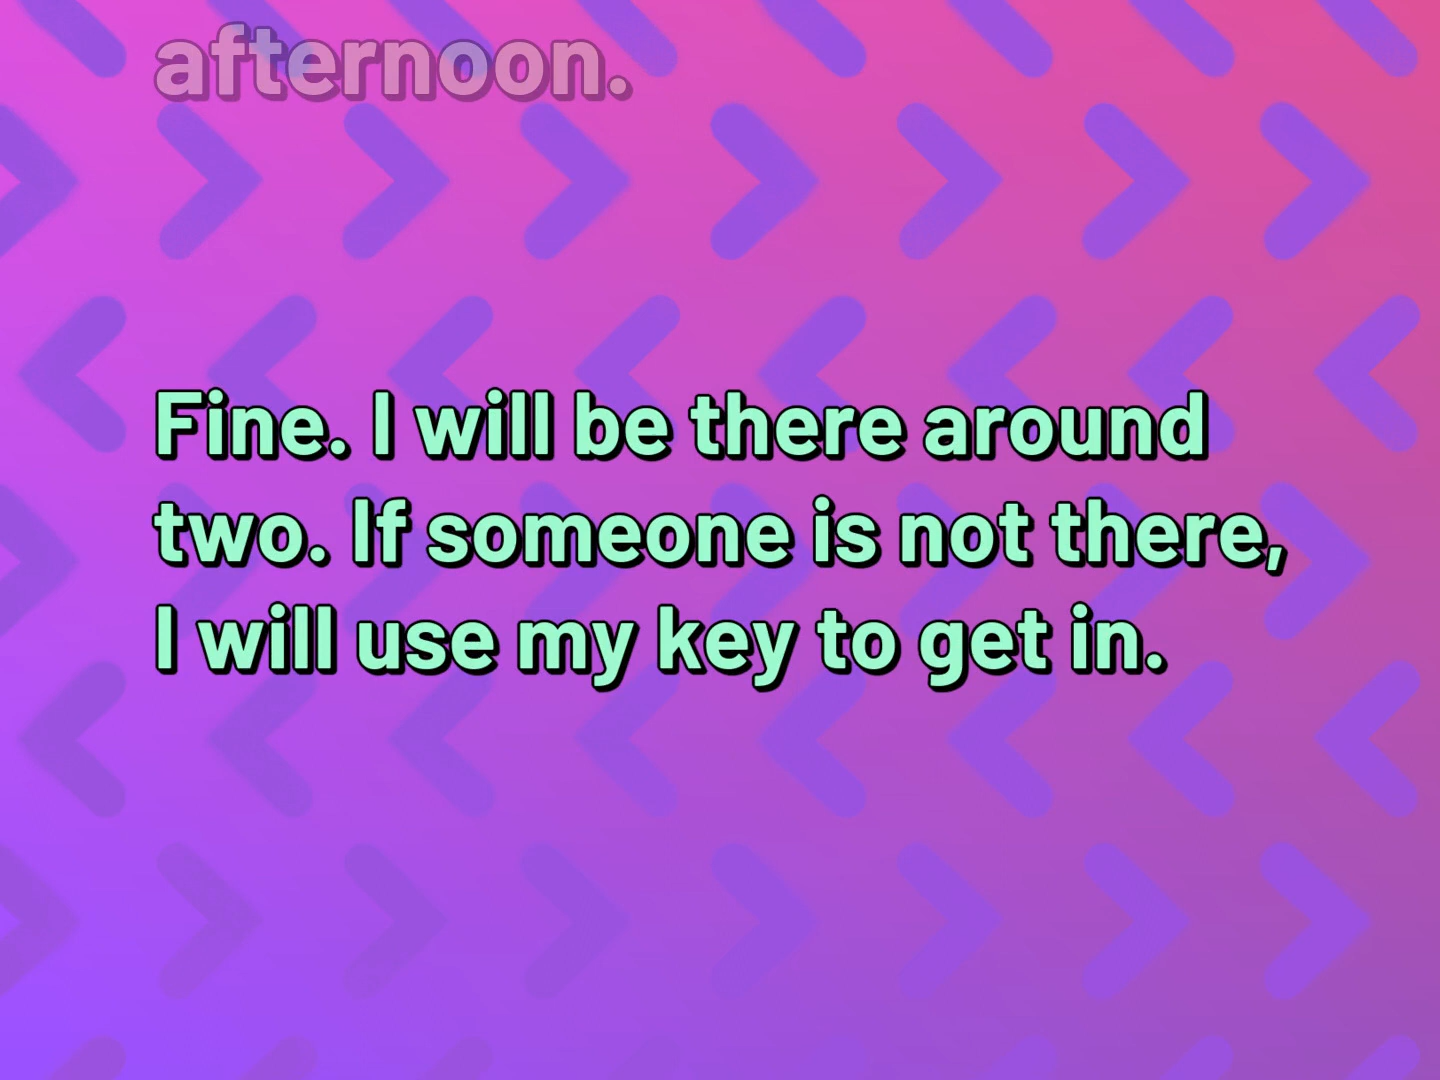 afternoon.
Fine. I will be there around
two. If someone is not there,
I will use my key to get in.